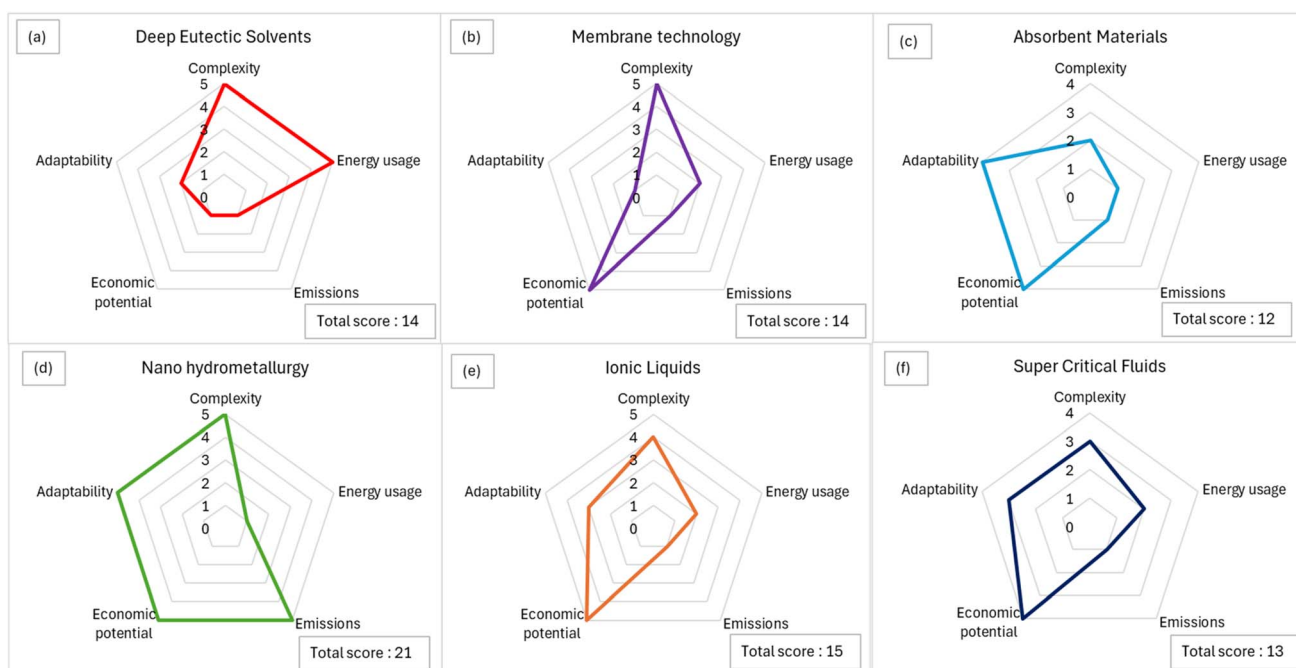 (a)
Deep Eutectic Solvents
Complexity
5
4
3
2
1
0
Adaptability
Energy usage
Economic
potential
Emissions
Total score : 14
(b)
Membrane technology
Complexity
5
4
3
2
1
0
Adaptability
Energy usage
Economic
potential
Emissions
Total score : 14
(c)
Absorbent Materials
Complexity
4
3
2
1
0
Adaptability
Energy usage
Economic
potential
Emissions
Total score : 12
(d)
Nano hydrometallurgy
Complexity
5
4
3
2
1
0
Adaptability
Energy usage
Economic
potential
Emissions
Total score : 21
(e)
Ionic Liquids
Complexity
5
4
3
2
1
0
Adaptability
Energy usage
Economic
potential
Emissions
Total score : 15
(f)
Super Critical Fluids
Complexity
4
3
2
1
0
Adaptability
Energy usage
Economic
potential
Emissions
Total score : 13